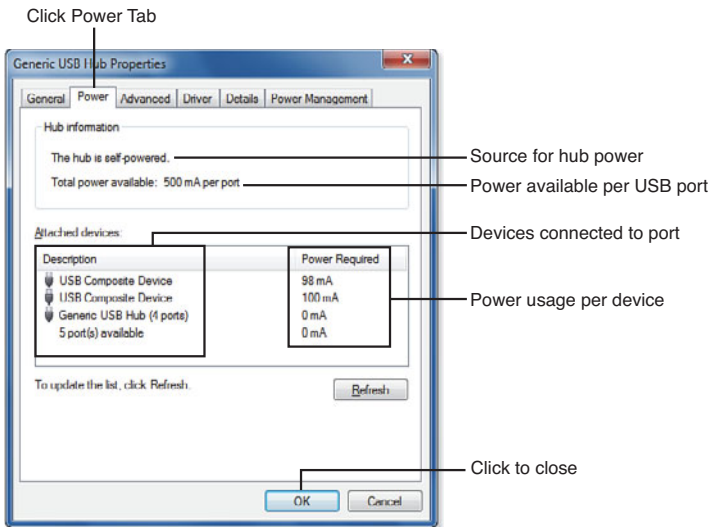 Click Power Tab
Generic USB Hub Properties
General Power Advanced Driver Details Power Management
Hub information
The hub is self-powered.
Source for hub power
Total power available: 500 mA per port
Power available per USB port
Attached devices:
Devices connected to port
Description Power Required
USB Composite Device 98 mA
USB Composite Device 100 mA
Power usage per device
Generic USB Hub (4 ports) 0 mA
5 port(s) available 0 mA
To update the list, click Refresh.
Refresh
Click to close
OK Cancel